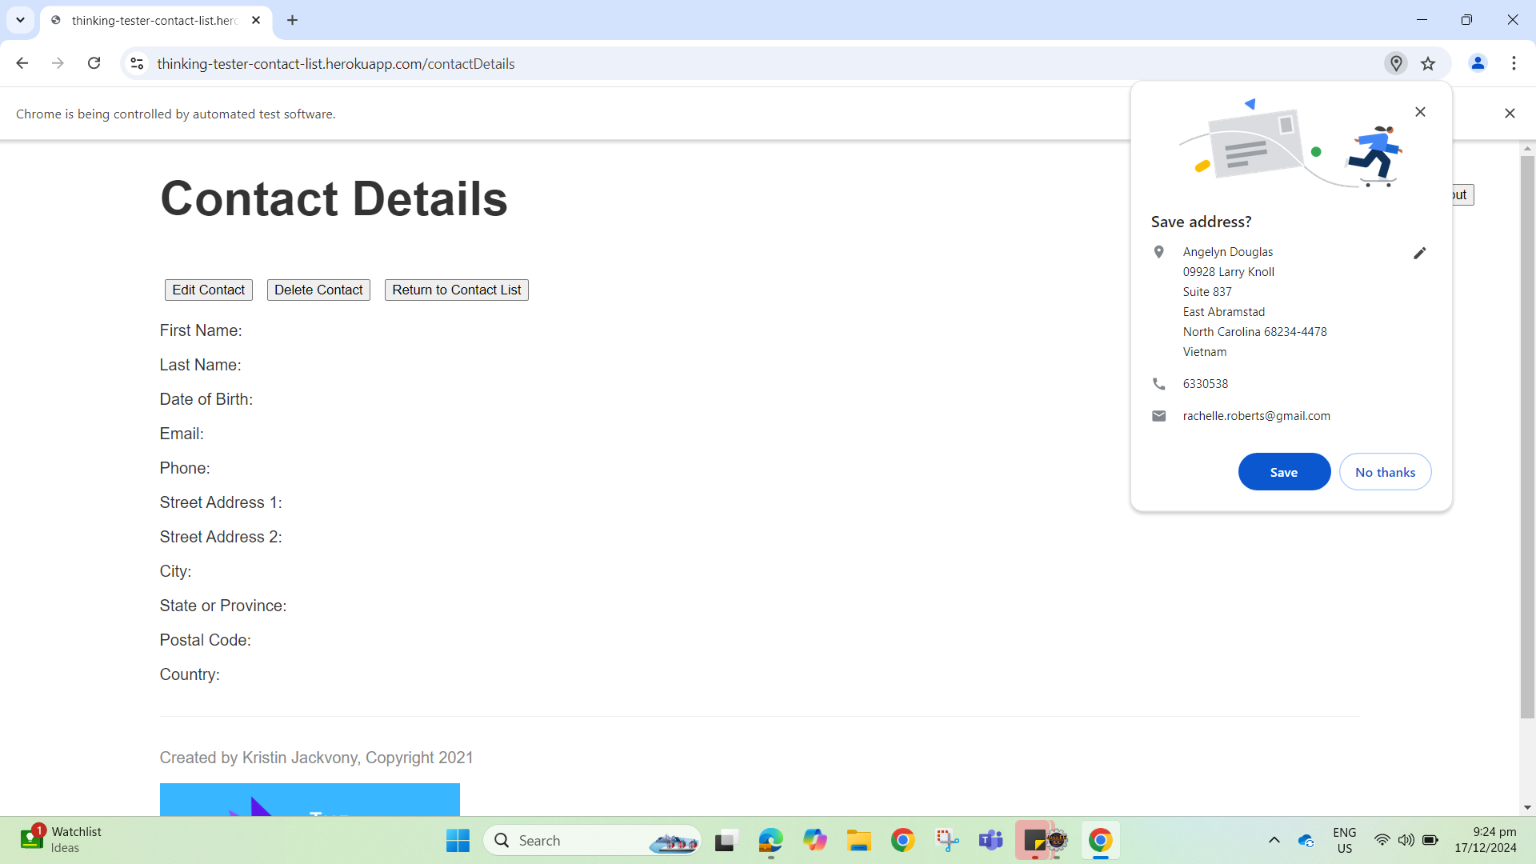 thinking-tester-contact-list.herc
thinking-tester-contact-list.herokuapp.com/contactDetails
Chrome is being controlled by automated test software.
Contact Details
Edit Contact
Delete Contact
Return to Contact List
First Name:
Last Name:
Date of Birth:
Email:
Phone:
Street Address 1:
Street Address 2:
City:
State or Province:
Postal Code:
Country:
Created by Kristin Jackvony, Copyright 2021
Save address?
Angelyn Douglas
09928 Larry Knoll
Suite 837
East Abramstad
North Carolina 68234-4478
Vietnam
6330538
rachelle.roberts@gmail.com
Save
No thanks
1
Watchlist
Ideas
Search
ENG
US
9:24 pm
17/12/2024